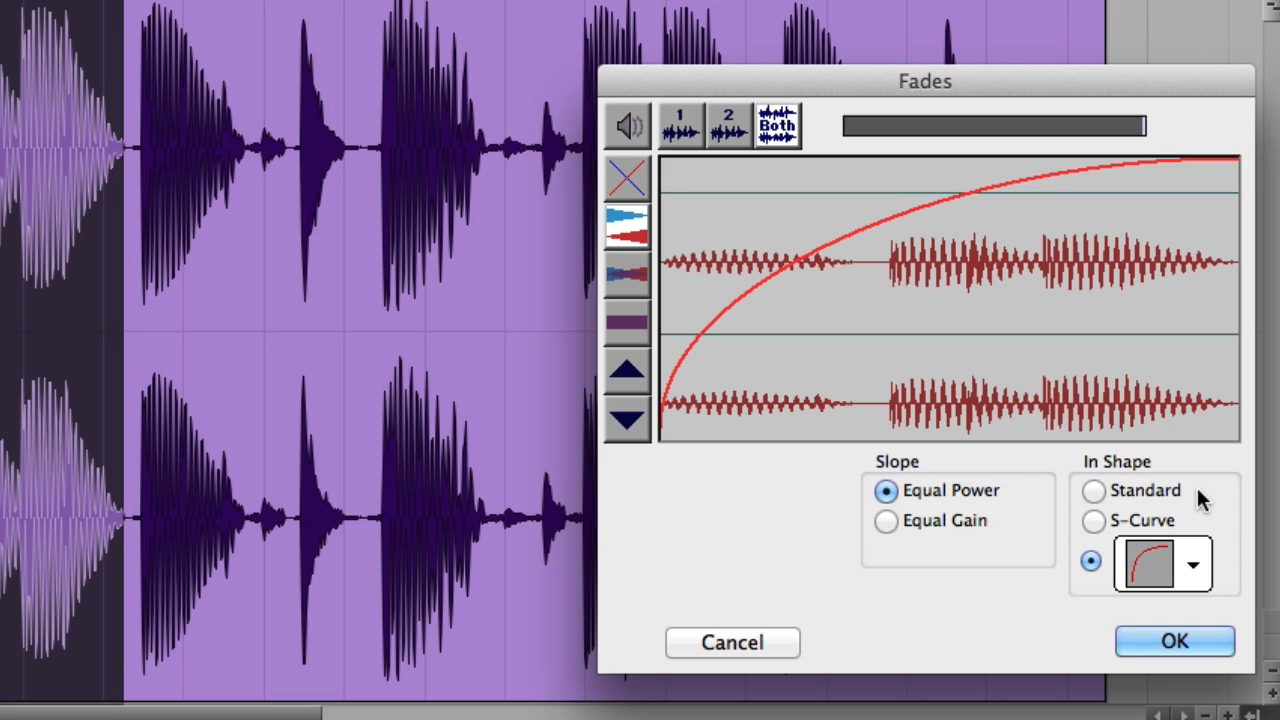 Fades
1
2
Both
Slope
In Shape
Equal Power
Standard
Equal Gain
S-Curve
Cancel
OK